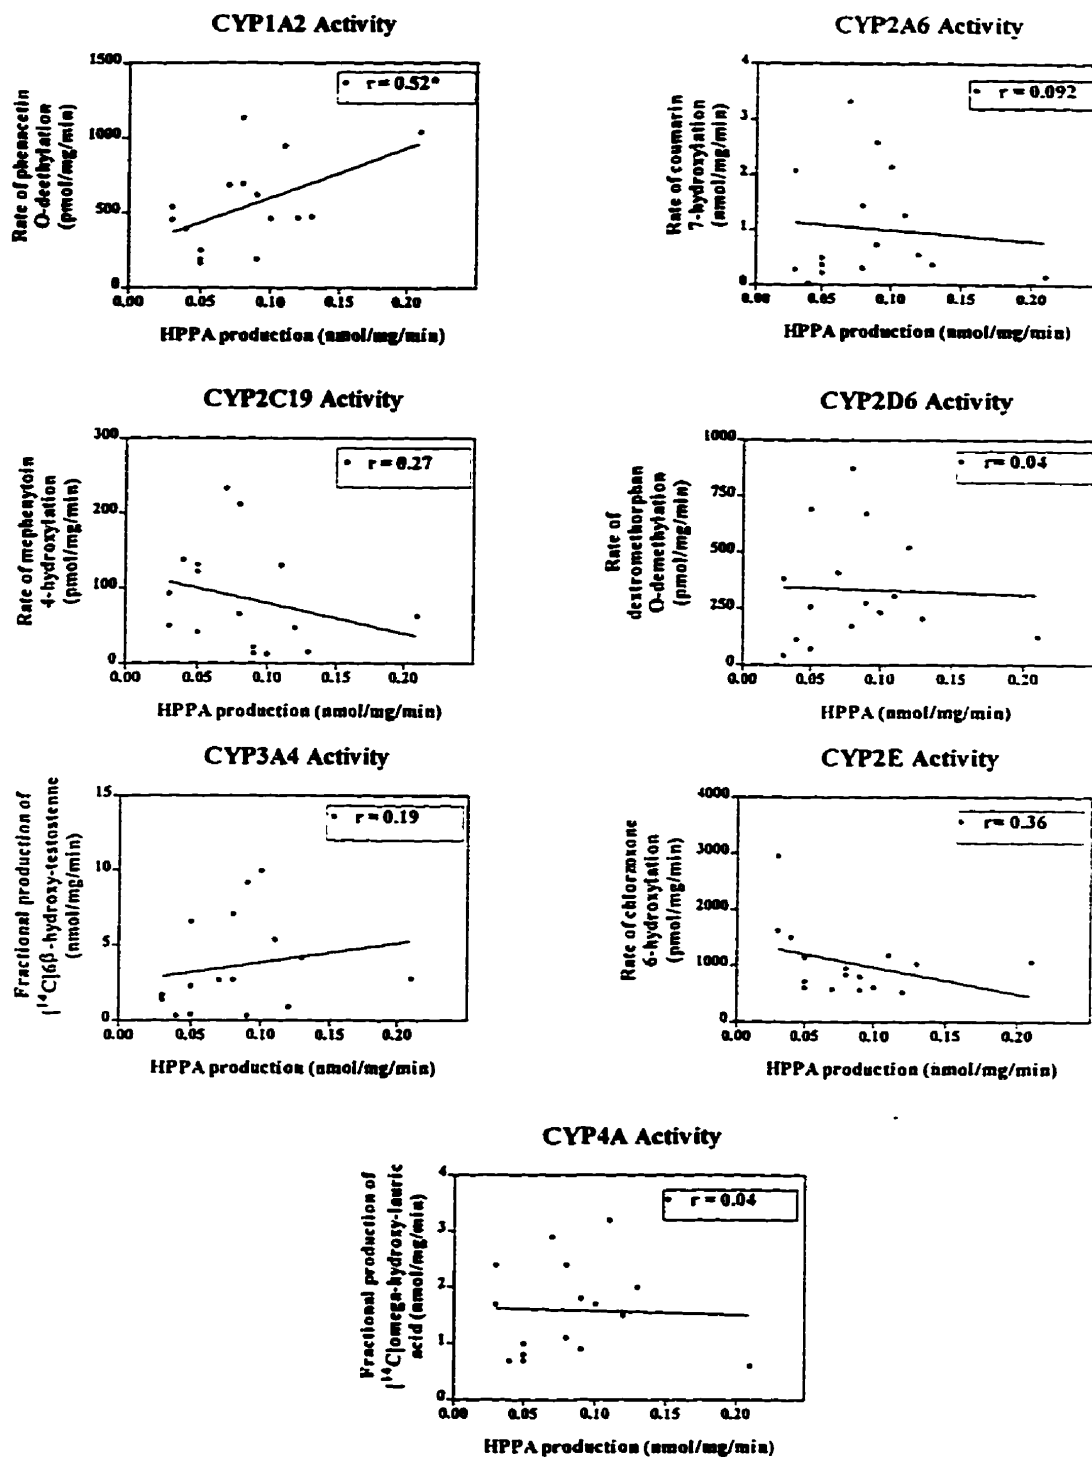 CYP1A2 Activity
1500
1000
500
0
Rate of phenacetin
O-deethylation
(pmol/mg/min)
r = 0.52*
0.00 0.05 0.10 0.15 0.20
HPPA production (nmol/mg/min)
CYP2A6 Activity
4
3
2
1
0
Rate of coumarin
7-hydroxylation
(nmol/mg/min)
r = 0.092
0.00 0.05 0.10 0.15 0.20
HPPA production (nmol/mg/min)
CYP2C19 Activity
300
200
100
0
Rate of mephenytoin
4-hydroxylation
(pmol/mg/min)
r = 0.27
0.00 0.05 0.10 0.15 0.20
HPPA production (nmol/mg/min)
CYP2D6 Activity
1000
750
500
250
0
Rate of
dextromethorphan
O-demethylation
(pmol/mg/min)
r = 0.04
0.00 0.05 0.10 0.15 0.20
HPPA (nmol/mg/min)
CYP3A4 Activity
15
10
5
0
Fractional production of
[¹⁴C]6β-hydroxy-testostenne
(nmol/mg/min)
r = 0.19
0.00 0.05 0.10 0.15 0.20
HPPA production (nmol/mg/min)
CYP2E Activity
4000
3000
2000
1000
0
Rate of chlorzoxone
6-hydroxylation
(pmol/mg/min)
r = 0.36
0.00 0.05 0.10 0.15 0.20
HPPA production (nmol/mg/min)
CYP4A Activity
4
3
2
1
0
Fractional production of
[¹⁴C]omega-hydroxy-lauric
acid (nmol/mg/min)
r = 0.04
0.00 0.05 0.10 0.15 0.20
HPPA production (nmol/mg/min)